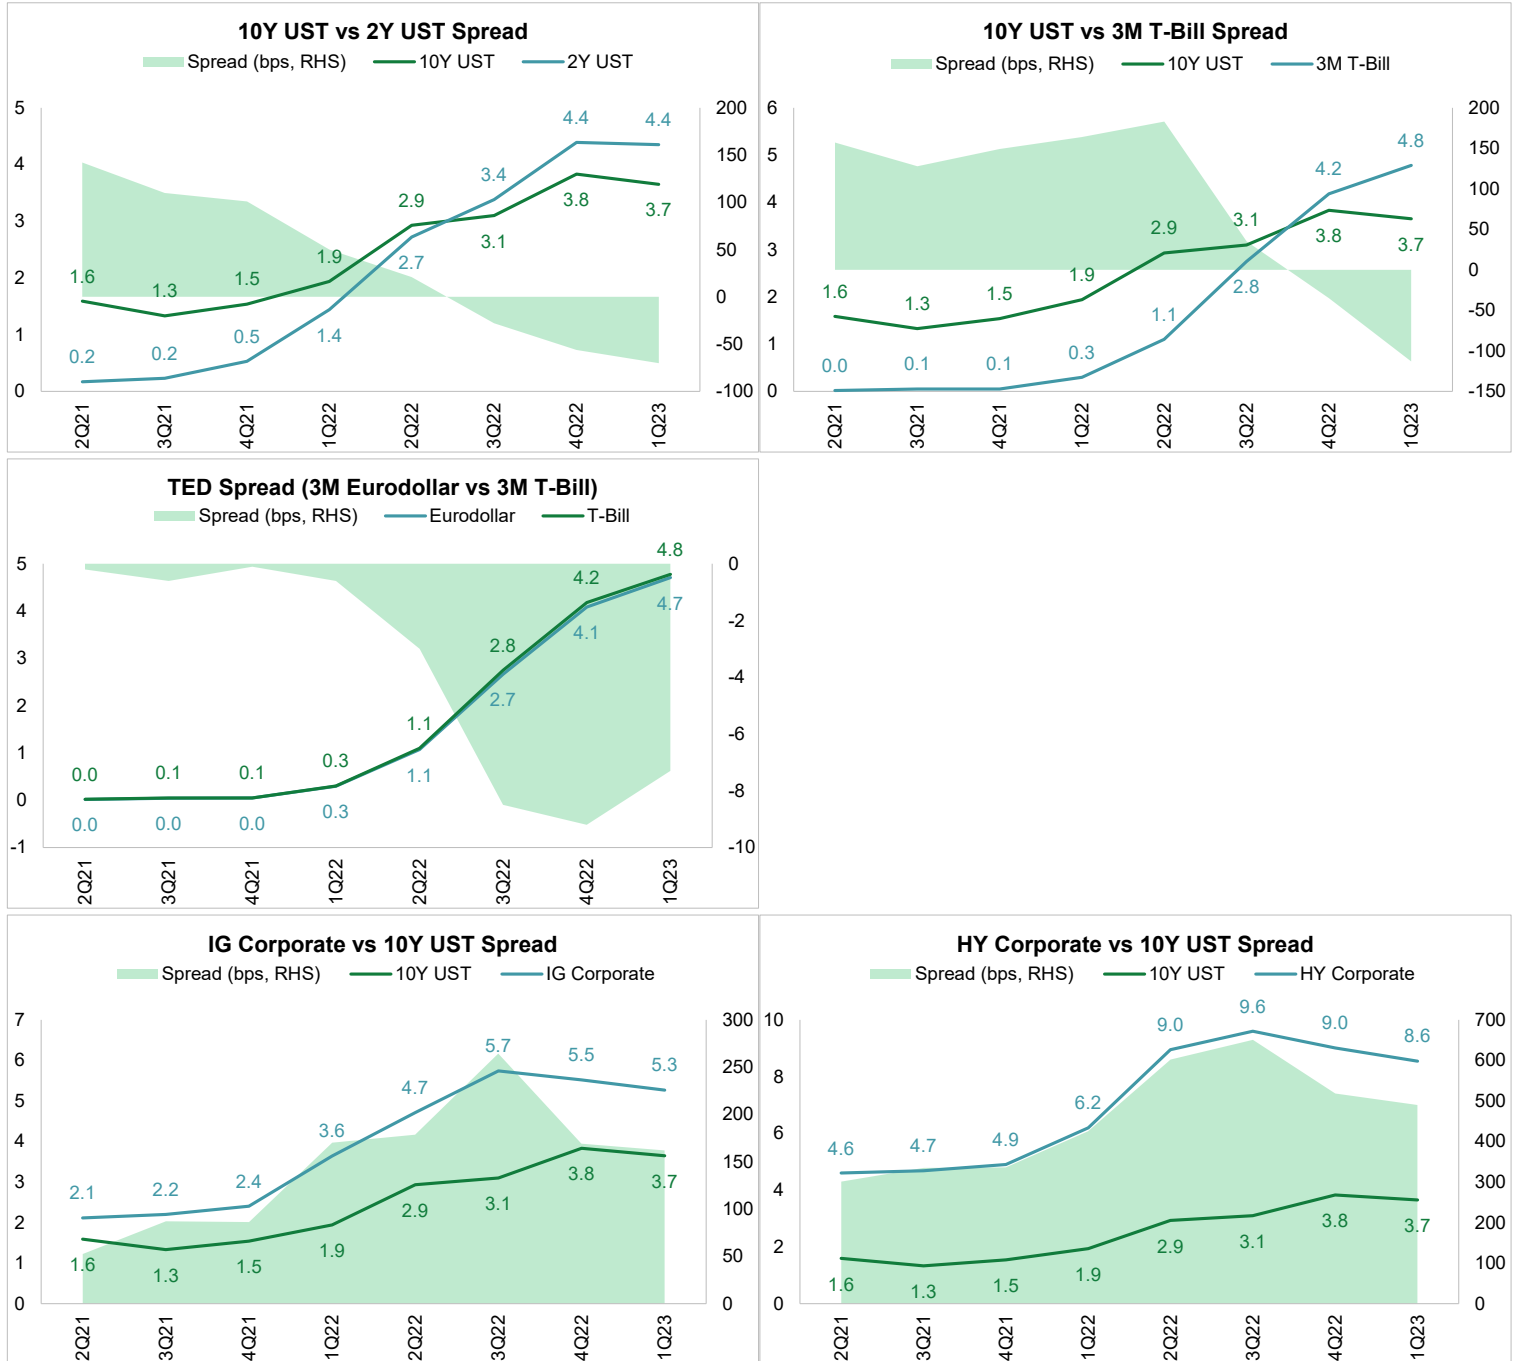 10Y UST vs 2Y UST Spread
Spread (bps, RHS) 10Y UST 2Y UST
5 4.4 4.4 200
4 150
3.4
2.9 3.8 3.7 100
3 3.1
1.9 2.7 50
2 1.6 1.3 1.5 0
1.4
1 0.5
0.2 0.2 -50
0 -100
2Q21 3Q21 4Q21 1Q22 2Q22 3Q22 4Q22 1Q23
10Y UST vs 3M T-Bill Spread
Spread (bps, RHS) 10Y UST 3M T-Bill
6 200
5 4.8 150
4.2
4 100
2.9 3.1 3.8 3.7
3 50
1.6 1.3 1.5 1.9 2.8
2 0
1.1 -50
1 0.0 0.1 0.1 0.3 -100
0 -150
2Q21 3Q21 4Q21 1Q22 2Q22 3Q22 4Q22 1Q23
TED Spread (3M Eurodollar vs 3M T-Bill)
Spread (bps, RHS) Eurodollar T-Bill
5 4.8 0
4.2
4 4.7
4.1 -2
3 2.8
2.7 -4
2
1.1 -6
1 0.0 0.1 0.1 0.3
1.1
0 0.0 0.0 0.0 0.3 -8
-1 -10
2Q21 3Q21 4Q21 1Q22 2Q22 3Q22 4Q22 1Q23
IG Corporate vs 10Y UST Spread
Spread (bps, RHS) 10Y UST IG Corporate
7 300
5.7 5.5 5.3
6 250
4.7
5 200
3.6
4 150
3.8 3.7
3 2.1 2.2 2.4 2.9 3.1
2 100
1.6 1.3 1.5 1.9
1 50
0 0
2Q21 3Q21 4Q21 1Q22 2Q22 3Q22 4Q22 1Q23
HY Corporate vs 10Y UST Spread
Spread (bps, RHS) 10Y UST HY Corporate
10 9.0 9.6 9.0 8.6 700
600
8
6.2 500
6 4.6 4.7 4.9 400
4 300
3.8 3.7
2.9 3.1 200
2 1.6 1.3 1.5 1.9 100
0 0
2Q21 3Q21 4Q21 1Q22 2Q22 3Q22 4Q22 1Q23